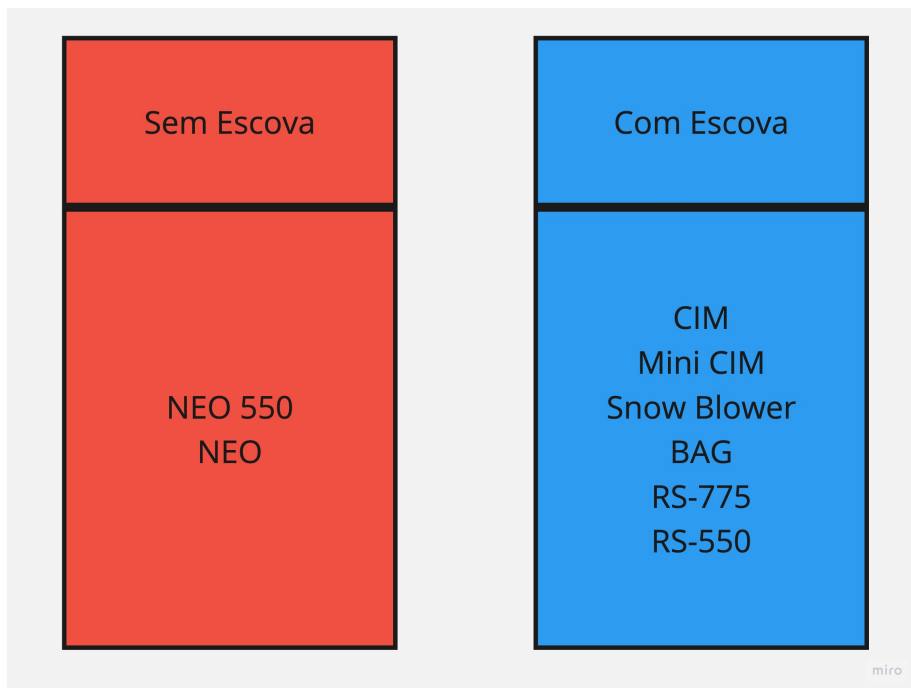 Sem Escova
NEO 550
NEO
Com Escova
CIM
Mini CIM
Snow Blower
BAG
RS-775
RS-550
miro